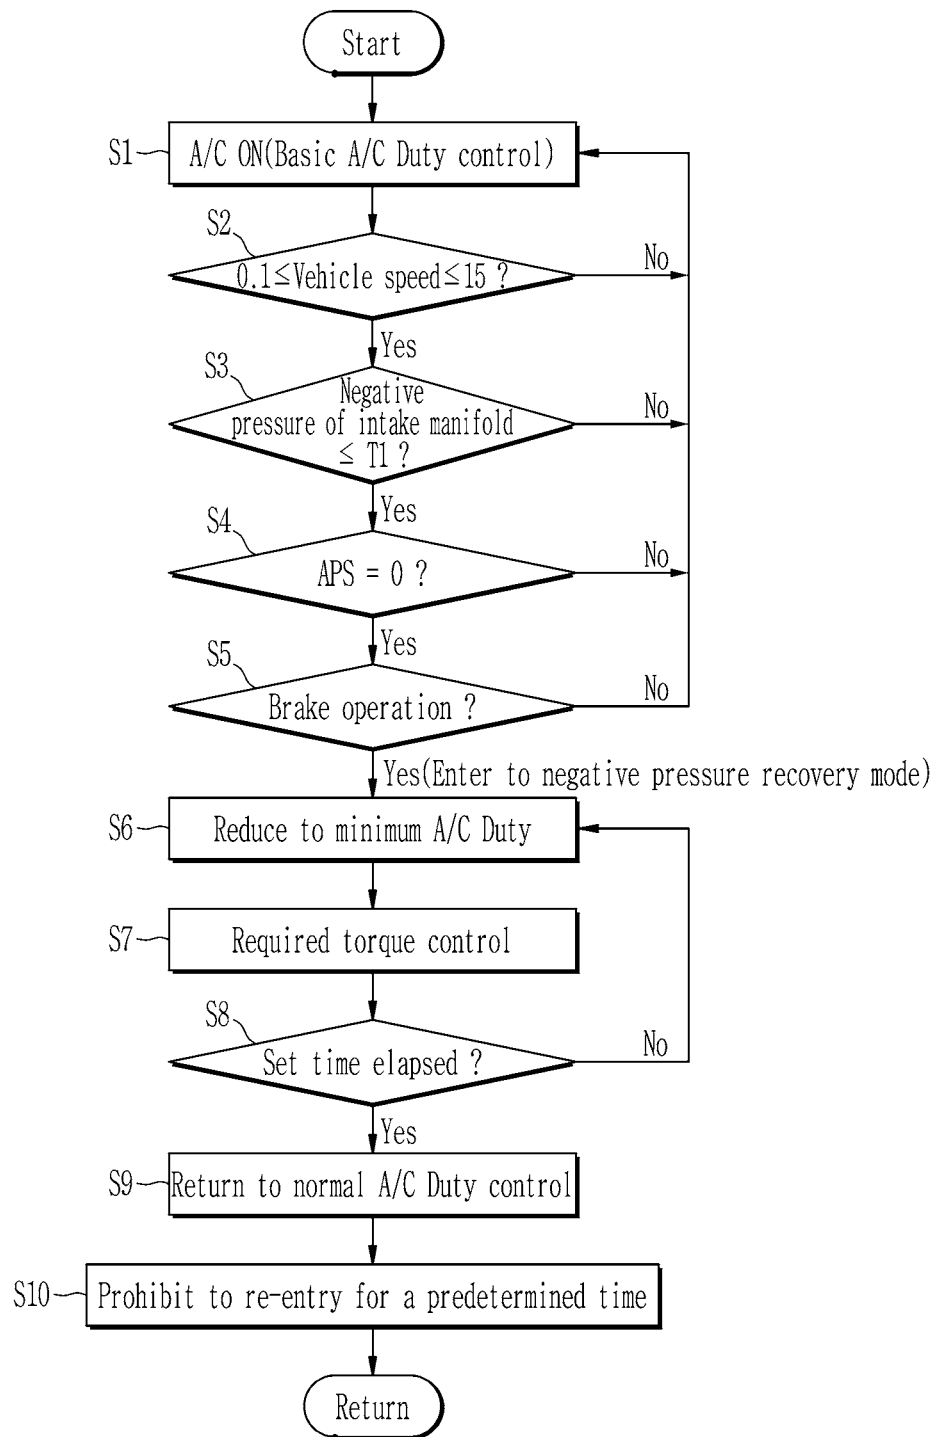 Start
S1
A/C ON(Basic A/C Duty control)
S2
0.1≤Vehicle speed≤15 ?
No
Yes
S3
Negative
pressure of intake manifold
≤ T1 ?
No
Yes
S4
APS = 0 ?
No
Yes
S5
Brake operation ?
No
Yes(Enter to negative pressure recovery mode)
S6
Reduce to minimum A/C Duty
S7
Required torque control
S8
Set time elapsed ?
No
Yes
S9
Return to normal A/C Duty control
S10
Prohibit to re-entry for a predetermined time
Return